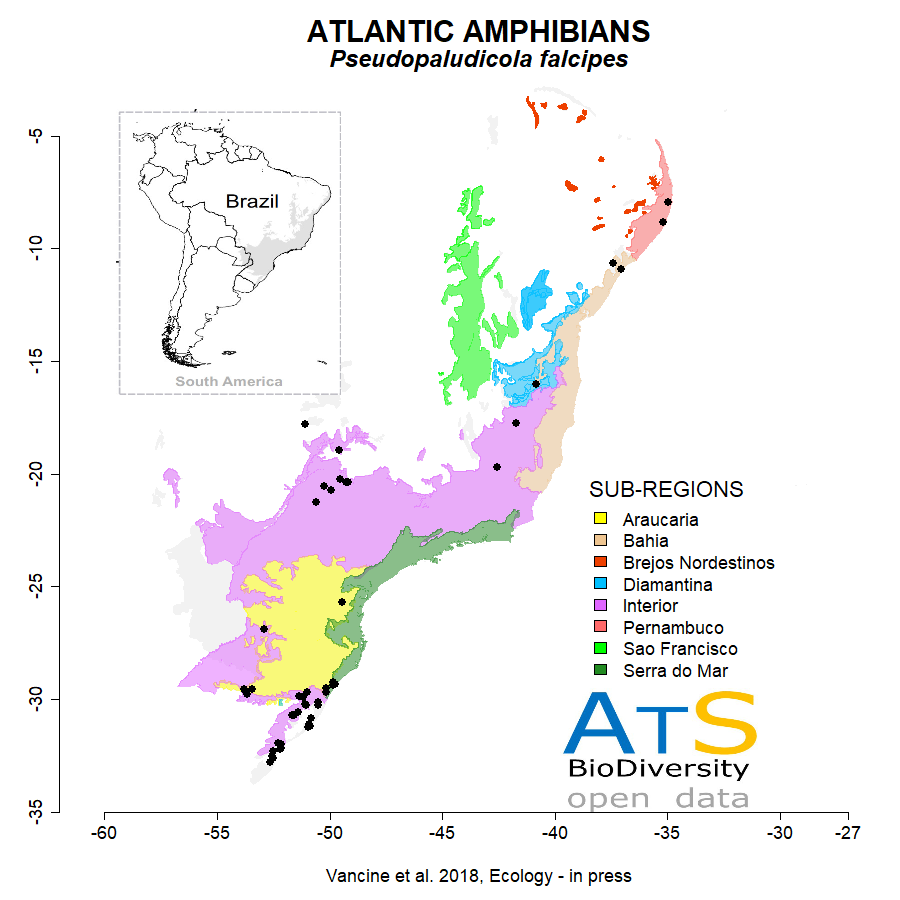 ATLANTIC AMPHIBIANS
Pseudopaludicola falcipes
Brazil
South America
-5
-10
-15
-20
-25
-30
-35
SUB-REGIONS
Araucaria
Bahia
Brejos Nordestinos
Diamantina
Interior
Pernambuco
Sao Francisco
Serra do Mar
ATS
BioDiversity
open data
-60
-55
-50
-45
-40
-35
-30
-27
Vancine et al. 2018, Ecology - in press